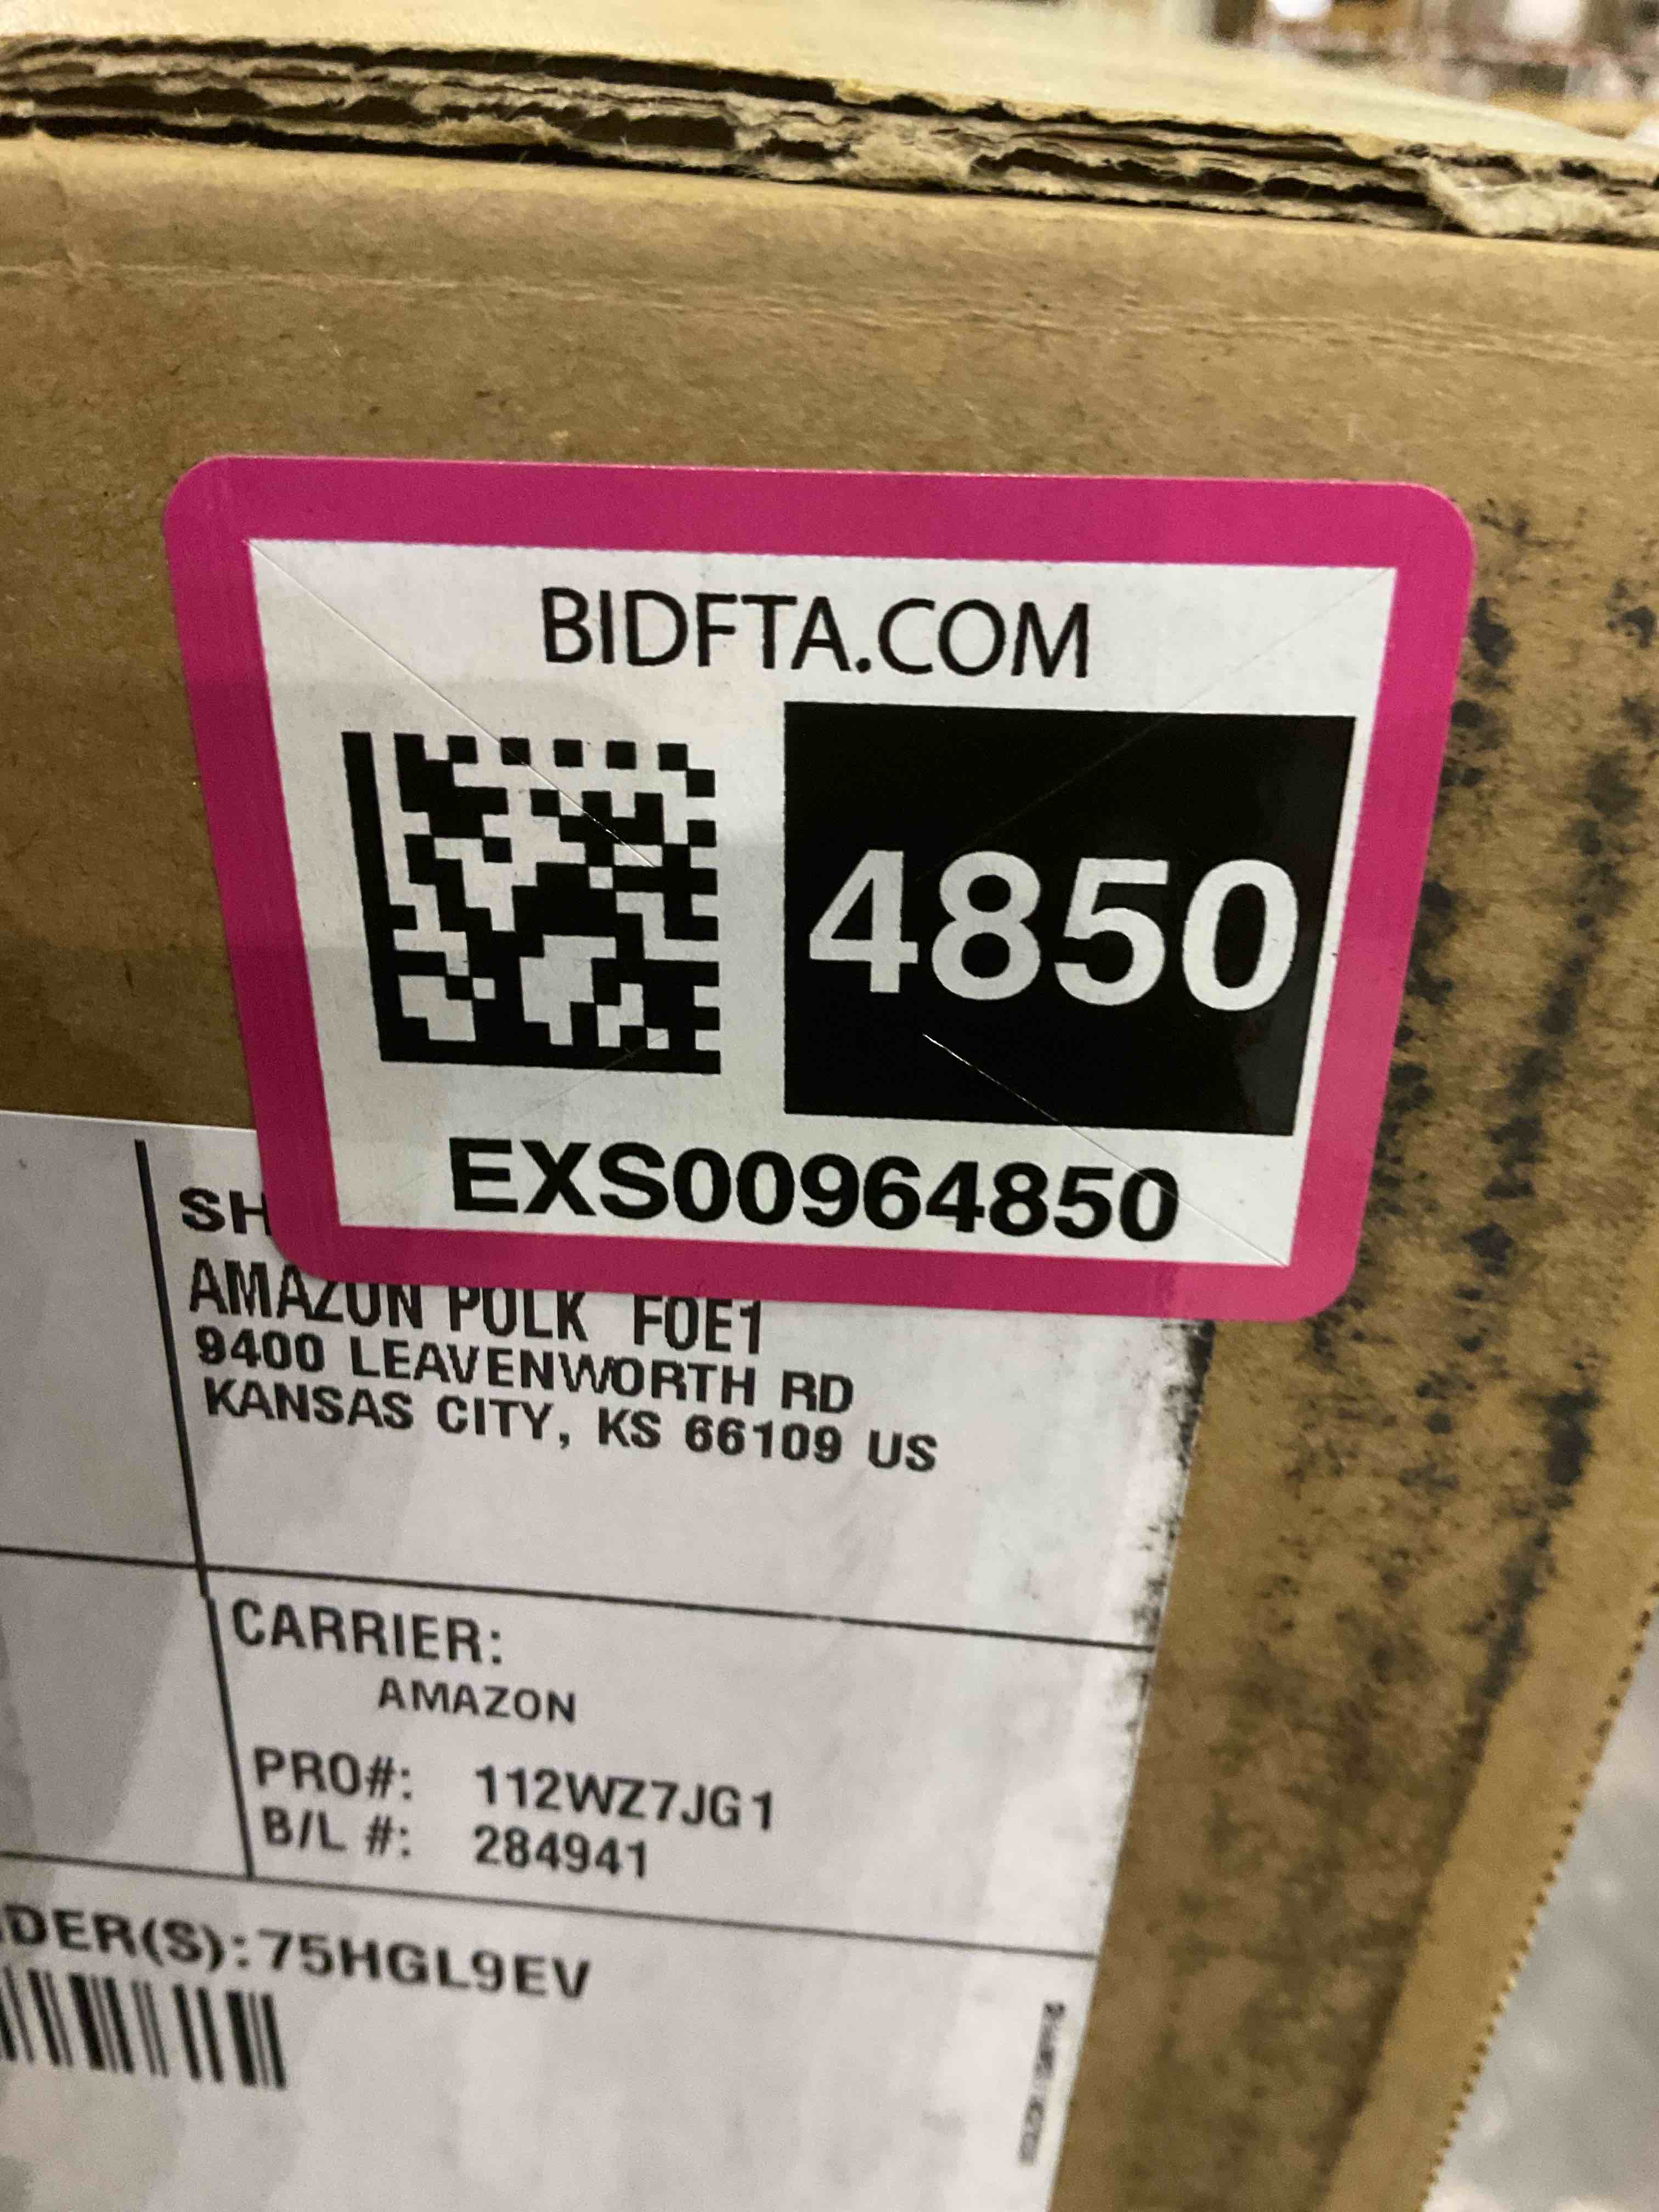 BIDFTA.COM
4850
EXS00964850
SH
AMAZON POLK FOE1
9400 LEAVENWORTH RD
KANSAS CITY, KS 66109 US
CARRIER:
AMAZON
PRO#: 112WZ7JG1
B/L #: 284941
DER(S): 75HGL9EV